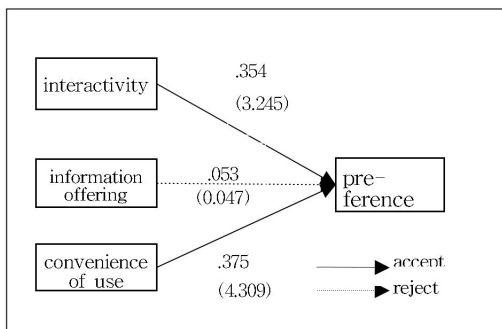 .354
interactivity
(3.245)
information
offering
.053
(0.047)
pre-
ference
convenience
of use
.375
(4.309)
accept
reject